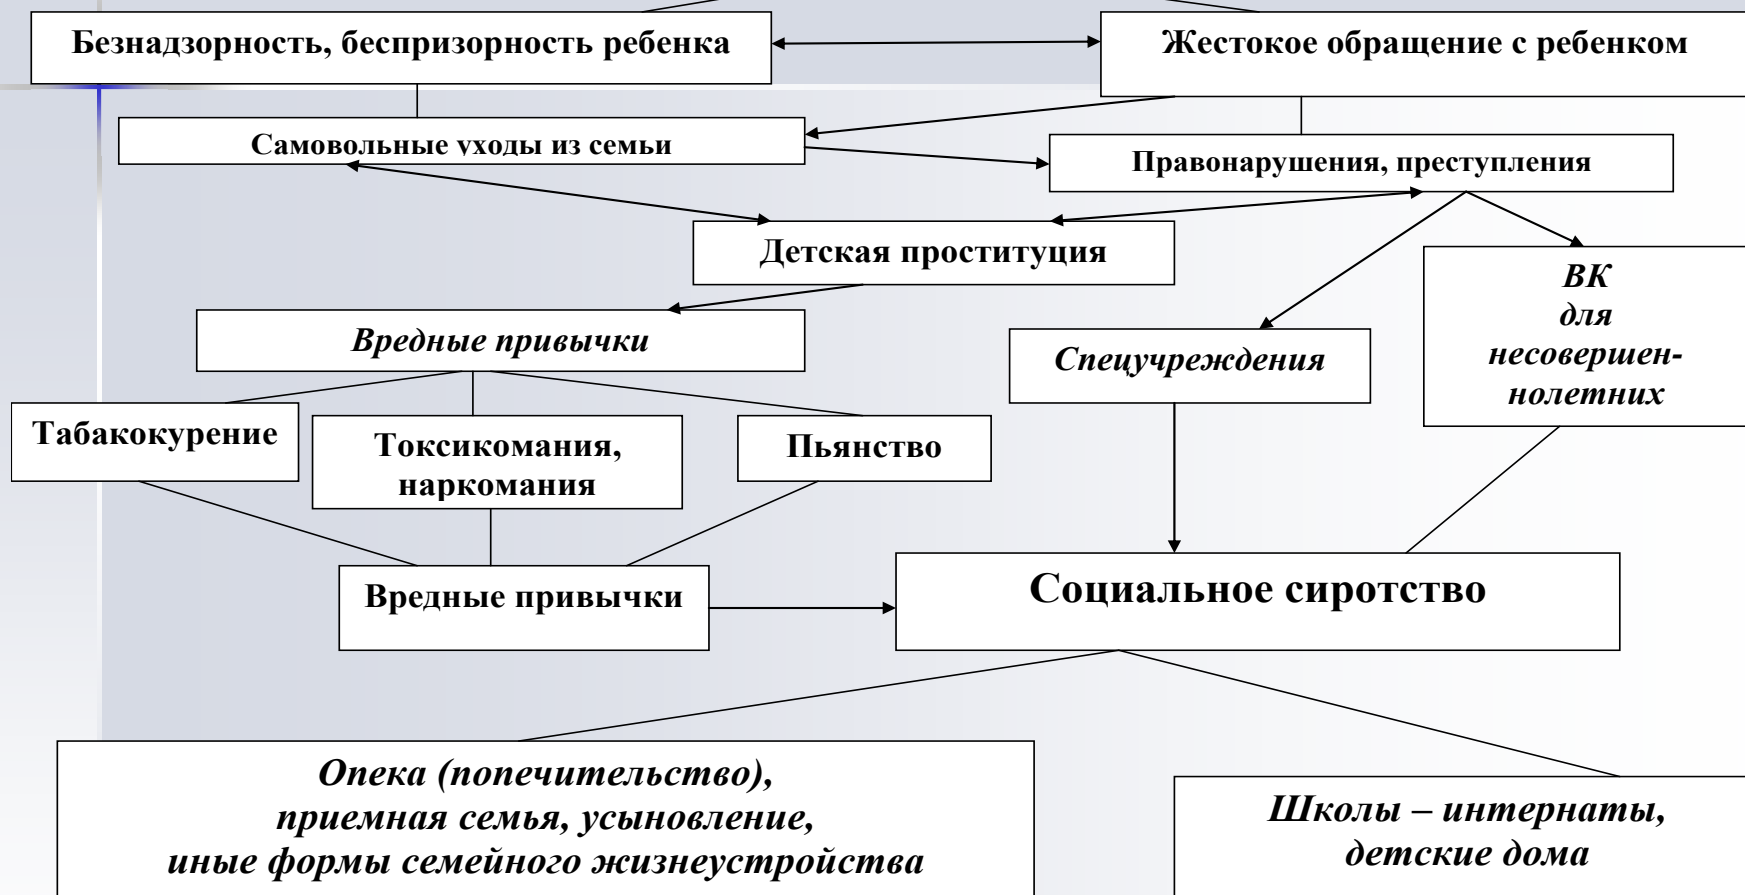 Безнадзорность, беспризорность ребенка
Жестокое обращение с ребенком
Самовольные уходы из семьи
Правонарушения, преступления
Детская проституция
ВК
для
несовершен-
нолетних
Вредные привычки
Спецучреждения
Табакокурение
Токсикомания,
наркомания
Пьянство
Вредные привычки
Социальное сиротство
Опека (попечительство),
приемная семья, усыновление,
иные формы семейного жизнеустройства
Школы – интернаты,
детские дома